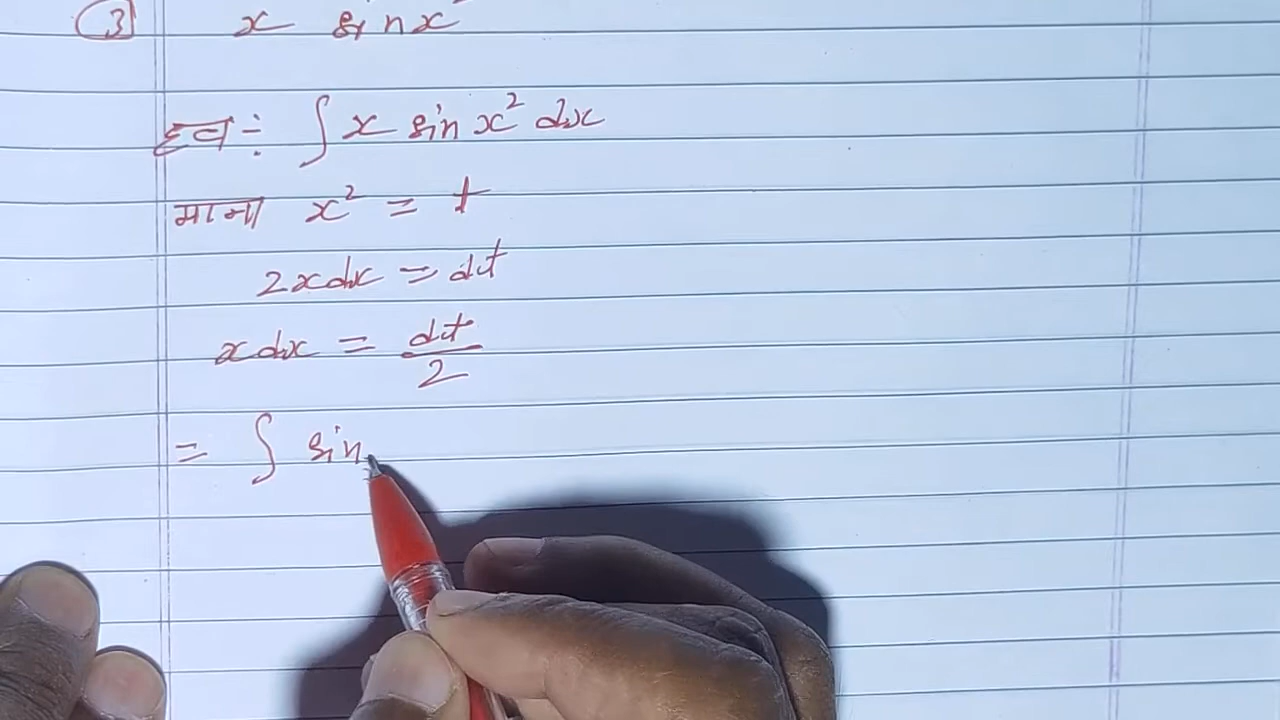 ③ x sin x²
हल ÷ ∫ x sin x² dx
माना x² = t
2x dx = dt
x dx = dt/2
= ∫ sin